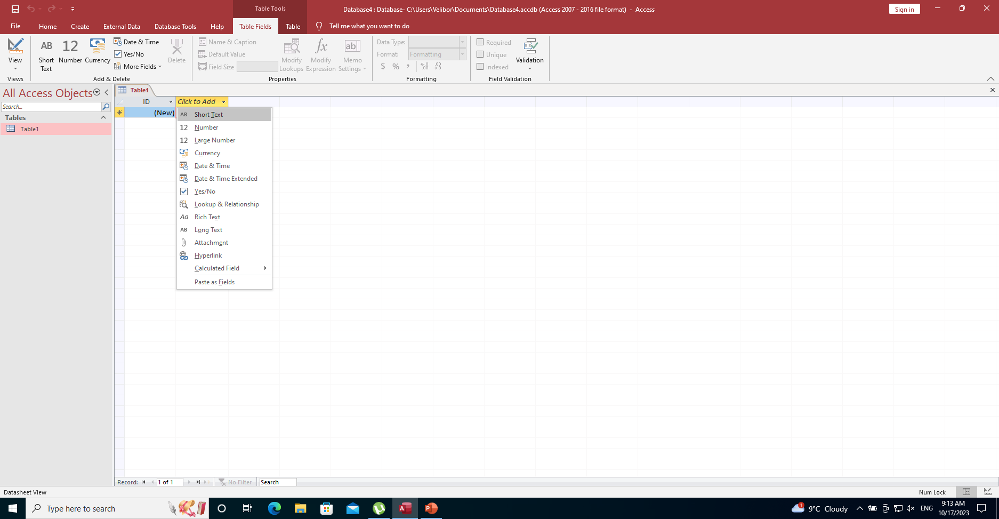 Table Tools
Database4 : Database- C:\Users\Velibor\Documents\Database4.accdb (Access 2007 - 2016 file format) - Access
Sign in
File Home Create External Data Database Tools Help Table Fields Table Tell me what you want to do
View
Views
AB
Short
Text
12
Number
Currency
Date & Time
Yes/No
More Fields
Delete
Add & Delete
Name & Caption
Default Value
Field Size
Modify
Lookups
fx
Modify
Expression
ab
Memo
Settings
Properties
Data Type:
Format: Formatting
$ % ,
.0
.00
.00
.0
Formatting
Required
Unique
Indexed
Validation
Field Validation
All Access Objects
Search...
Tables
Table1
Table1
ID Click to Add
* (New)
AB Short Text
12 Number
12 Large Number
Currency
Date & Time
Date & Time Extended
Yes/No
Lookup & Relationship
Aa Rich Text
AB Long Text
Attachment
Hyperlink
Calculated Field
Paste as Fields
Record: 1 of 1 No Filter Search
Datasheet View
Num Lock
Type here to search
A
P
1
9°C Cloudy
ENG
9:13 AM
10/17/2023